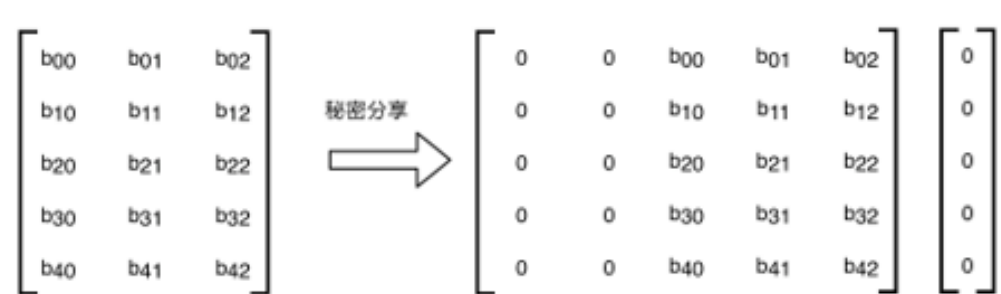 b00 b01 b02 0 0 b00 b01 b02 0
b10 b11 b12 秘密分享 0 0 b10 b11 b12 0
b20 b21 b22 0 0 b20 b21 b22 0
b30 b31 b32 0 0 b30 b31 b32 0
b40 b41 b42 0 0 b40 b41 b42 0